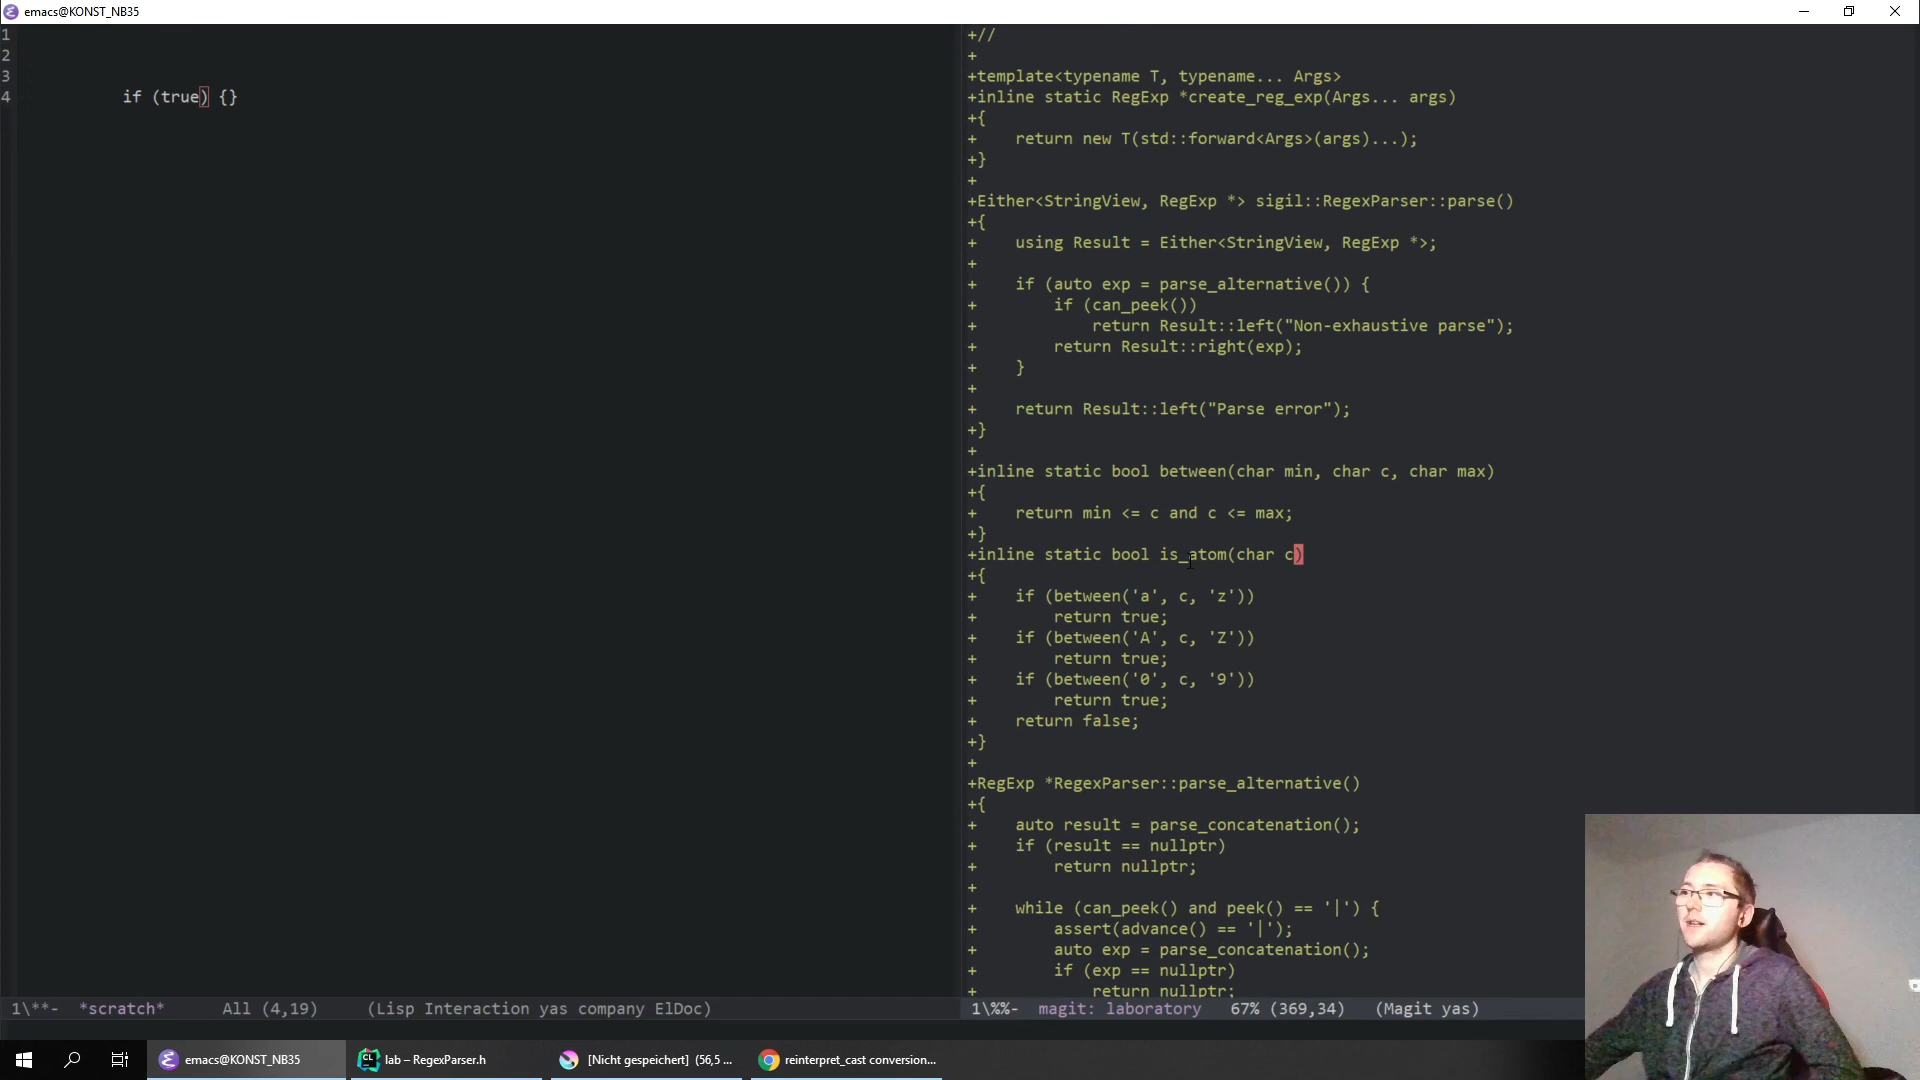 emacs@KONST_NB35
1
2
3
4 if (true) {}
+//
+
+template<typename T, typename... Args>
+inline static RegExp *create_reg_exp(Args... args)
+{
+    return new T(std::forward<Args>(args)...);
+}
+
+Either<StringView, RegExp *> sigil::RegexParser::parse()
+{
+    using Result = Either<StringView, RegExp *>;
+
+    if (auto exp = parse_alternative()) {
+        if (can_peek())
+            return Result::left("Non-exhaustive parse");
+        return Result::right(exp);
+    }
+
+    return Result::left("Parse error");
+}
+
+inline static bool between(char min, char c, char max)
+{
+    return min <= c and c <= max;
+}
+inline static bool is_atom(char c)
+{
+    if (between('a', c, 'z'))
+        return true;
+    if (between('A', c, 'Z'))
+        return true;
+    if (between('0', c, '9'))
+        return true;
+    return false;
+}
+
+RegExp *RegexParser::parse_alternative()
+{
+    auto result = parse_concatenation();
+    if (result == nullptr)
+        return nullptr;
+
+    while (can_peek() and peek() == '|') {
+        assert(advance() == '|');
+        auto exp = parse_concatenation();
+        if (exp == nullptr)
+            return nullptr;
1\**- *scratch* All (4,19) (Lisp Interaction yas company ElDoc)
1\%%- magit: laboratory 67% (369,34) (Magit yas)
emacs@KONST_NB35
lab – RegexParser.h
[Nicht gespeichert] (56,5 ...
reinterpret_cast conversion...